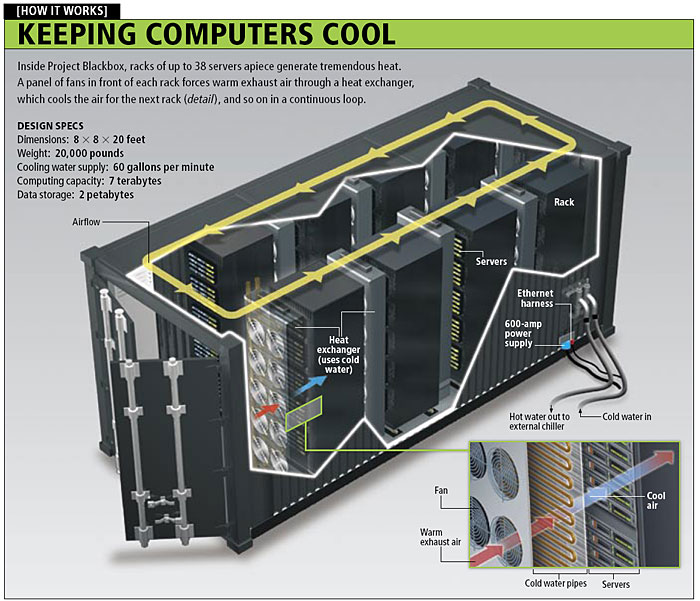 [HOW IT WORKS]
KEEPING COMPUTERS COOL
Inside Project Blackbox, racks of up to 38 servers apiece generate tremendous heat.
A panel of fans in front of each rack forces warm exhaust air through a heat exchanger,
which cools the air for the next rack (detail), and so on in a continuous loop.
DESIGN SPECS
Dimensions: 8 × 8 × 20 feet
Weight: 20,000 pounds
Cooling water supply: 60 gallons per minute
Computing capacity: 7 terabytes
Data storage: 2 petabytes
Airflow
Rack
Servers
Ethernet
harness
600-amp
power
supply
Heat
exchanger
(uses cold
water)
Hot water out to
external chiller
Cold water in
Fan
Warm
exhaust air
Cool
air
Cold water pipes
Servers